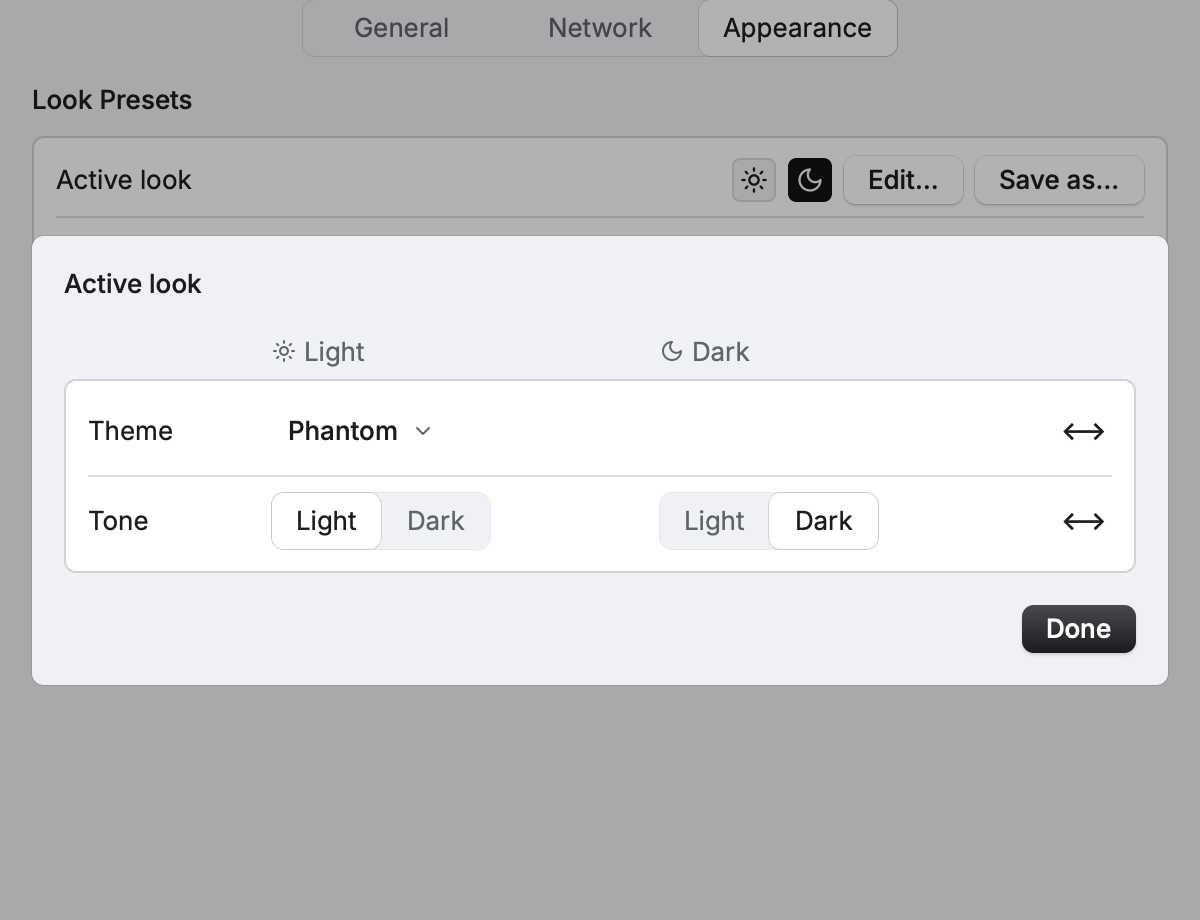 General Network Appearance
Look Presets
Active look Edit... Save as...
Active look
Light Dark
Theme Phantom
Tone Light Dark Light Dark
Done